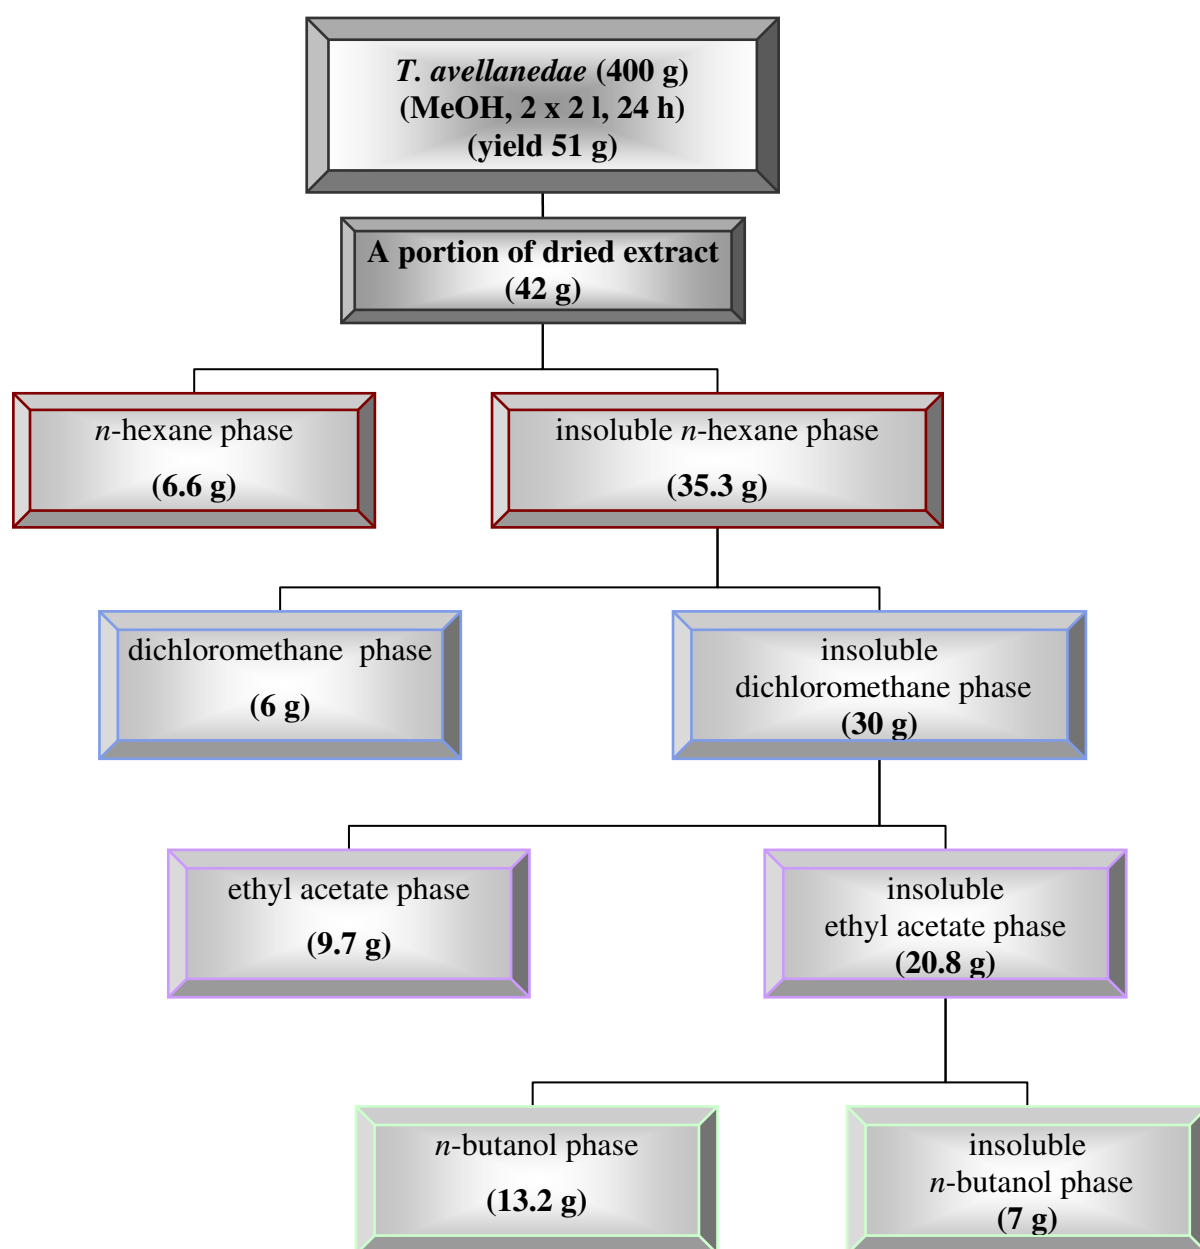 T. avellanedae (400 g)
(MeOH, 2 x 2 l, 24 h)
(yield 51 g)
A portion of dried extract
(42 g)
n-hexane phase
(6.6 g)
insoluble n-hexane phase
(35.3 g)
dichloromethane phase
(6 g)
insoluble
dichloromethane phase
(30 g)
ethyl acetate phase
(9.7 g)
insoluble
ethyl acetate phase
(20.8 g)
n-butanol phase
(13.2 g)
insoluble
n-butanol phase
(7 g)